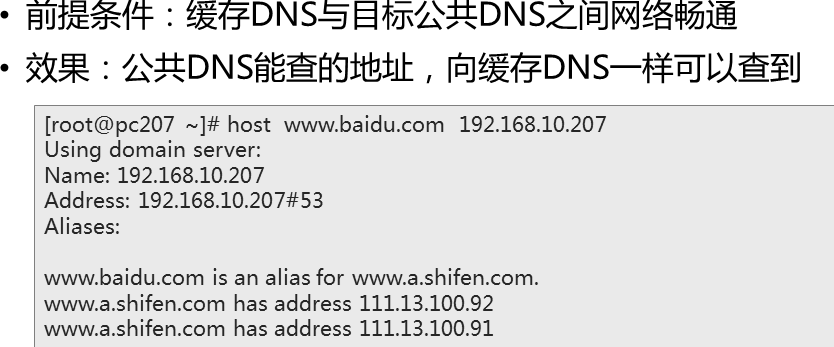 • 前提条件：缓存DNS与目标公共DNS之间网络畅通
• 效果：公共DNS能查的地址，向缓存DNS一样可以查到
[root@pc207 ~]# host www.baidu.com 192.168.10.207
Using domain server:
Name: 192.168.10.207
Address: 192.168.10.207#53
Aliases:
www.baidu.com is an alias for www.a.shifen.com.
www.a.shifen.com has address 111.13.100.92
www.a.shifen.com has address 111.13.100.91